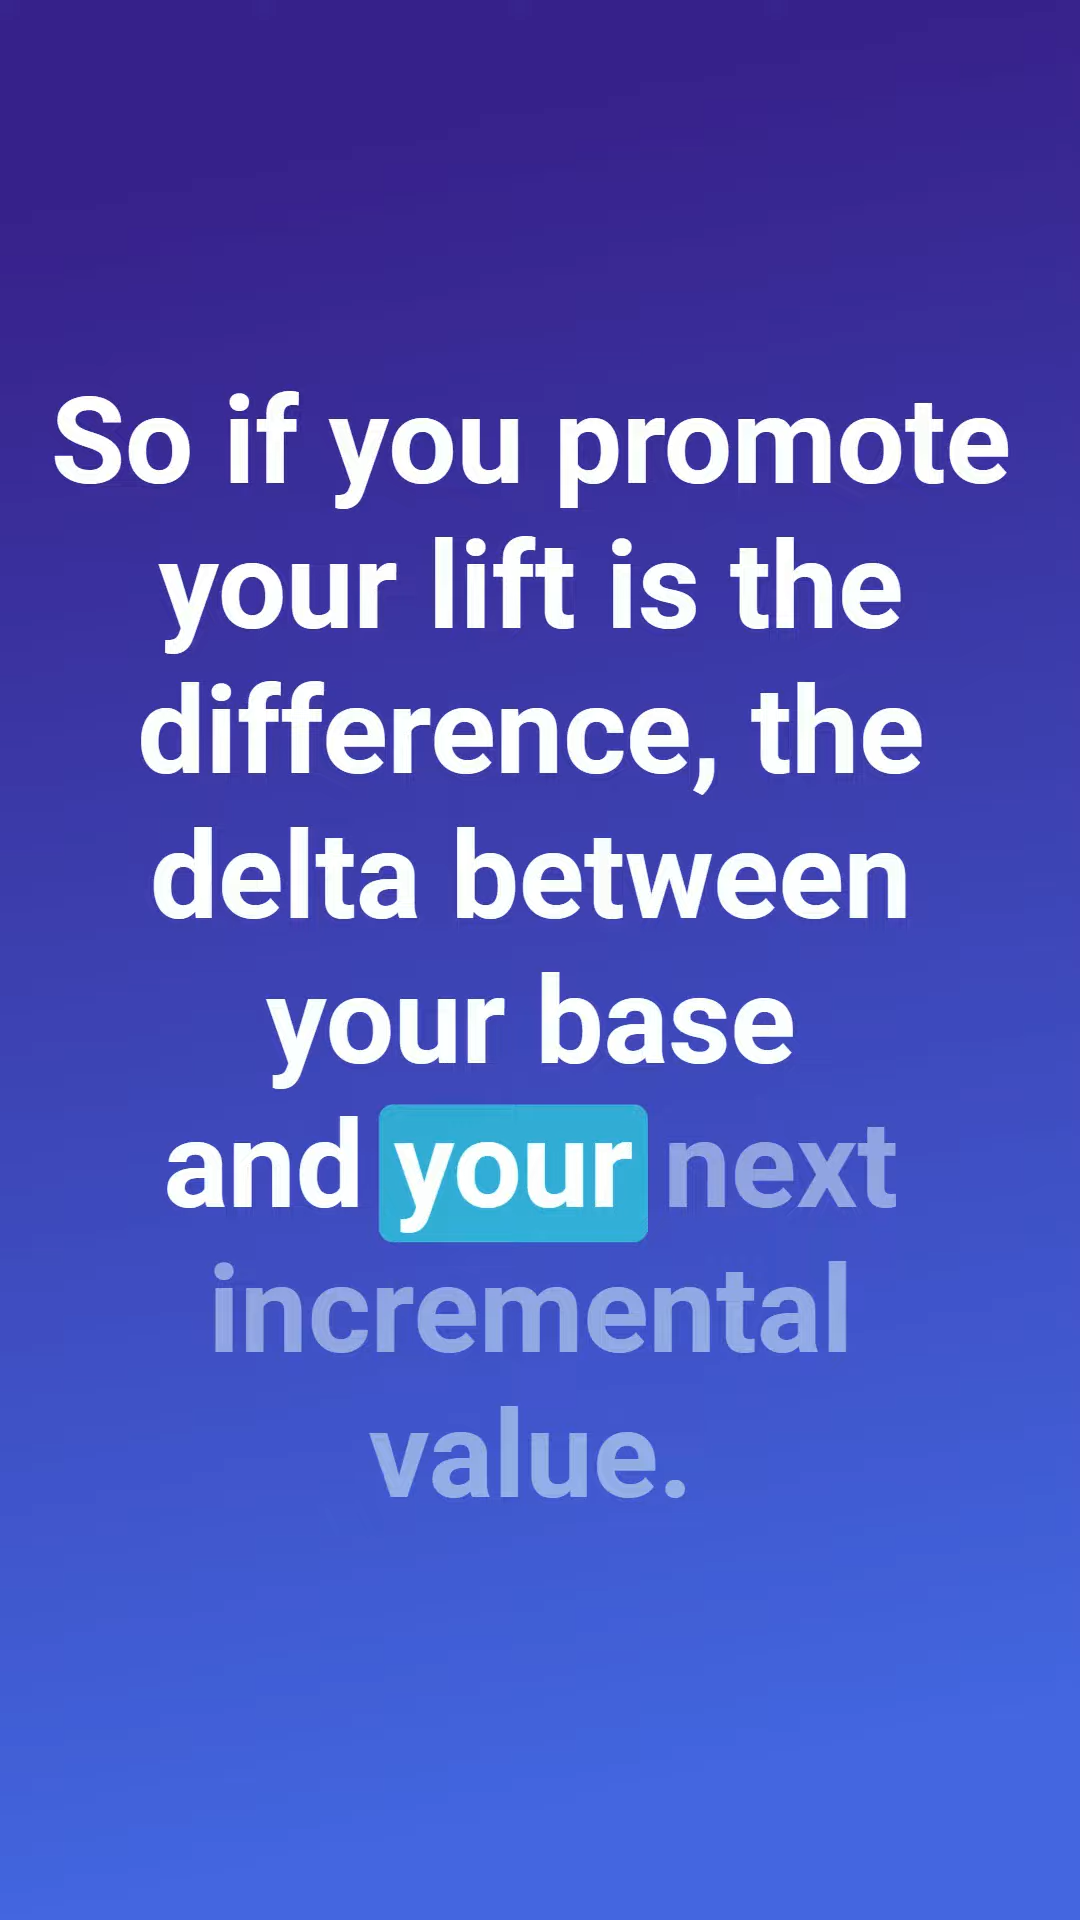 So if you promote
your lift is the
difference, the
delta between
your base
and your next
incremental
value.